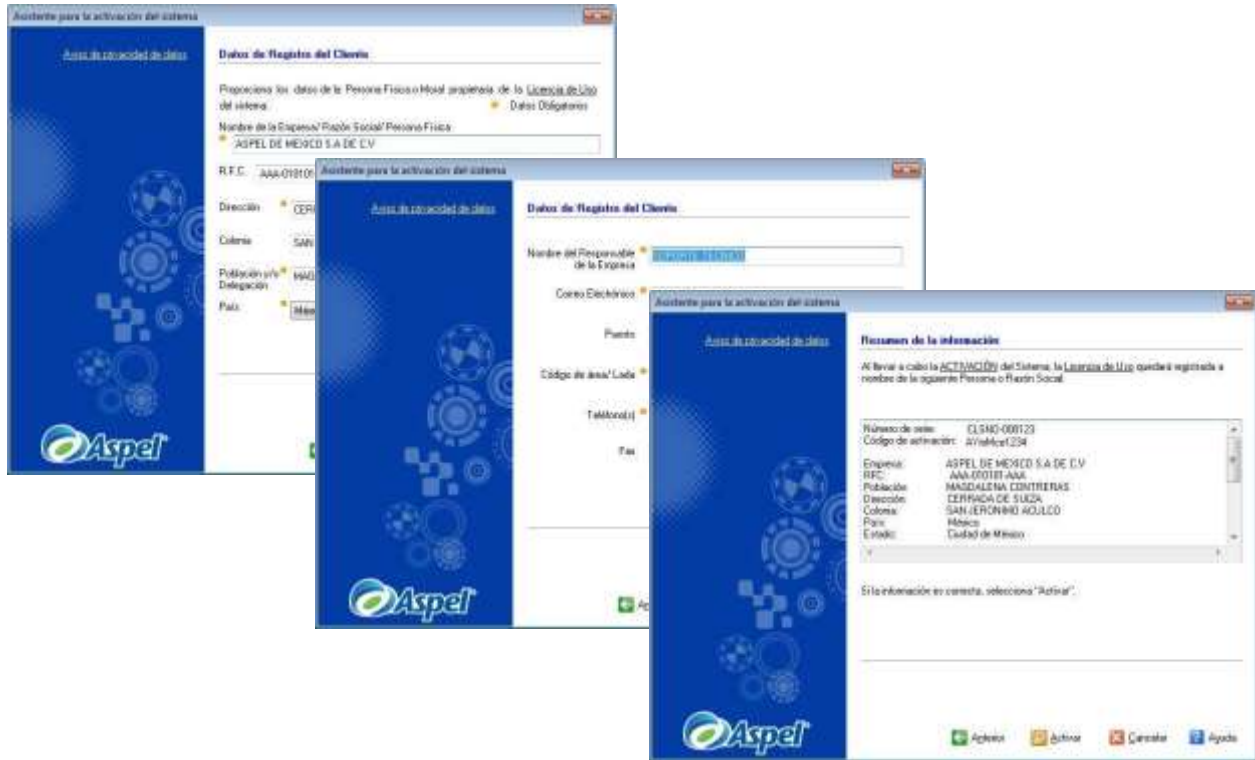 Asistente para la activación del sistema
Aviso de privacidad de datos
Datos de Registro del Cliente
Proporciona los datos de la Persona Física o Moral propietaria de la Licencia de Uso
del sistema. Datos Obligatorios
Nombre de la Empresa/ Razón Social/ Persona Física
ASPEL DE MEXICO S.A DE C.V
R.F.C. AAA-010101-
Dirección
Colonia SAN
Población y/o
Delegación
País
Aspel
Asistente para la activación del sistema
Aviso de privacidad de datos
Datos de Registro del Cliente
Nombre del Responsable
de la Empresa
SOPORTE TECNICO
Correo Electrónico
Puesto
Código de área/ Lada
Teléfono(s)
Fax
Aspel
Asistente para la activación del sistema
Aviso de privacidad de datos
Resumen de la información
Al llevar a cabo la ACTIVACIÓN del Sistema, la Licencia de Uso quedará registrada a
nombre de la siguiente Persona o Razón Social.
Número de serie:
Código de activación:
Empresa: ASPEL DE MEXICO S.A DE C.V
RFC: AAA-010101-AAA
Población: MAGDALENA CONTRERAS
Dirección: CERRADA DE SUIZA
Colonia: SAN JERONIMO ACULCO
País: México
Estado: Ciudad de México
Si la información es correcta, selecciona "Activar".
Anterior Activar Cancelar Ayuda
Aspel